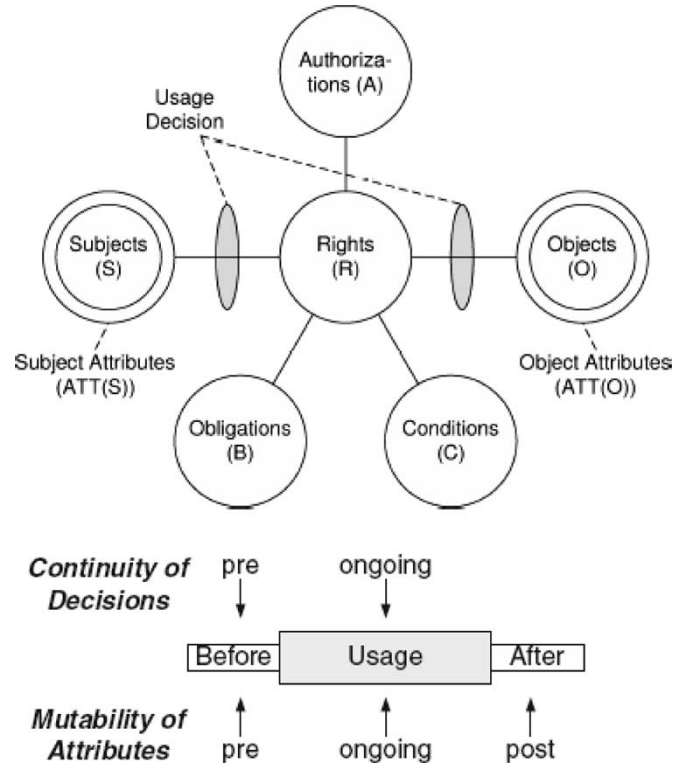 Authoriza-
tions (A)
Usage
Decision
Subjects
(S)
Rights
(R)
Objects
(O)
Subject Attributes
(ATT(S))
Object Attributes
(ATT(O))
Obligations
(B)
Conditions
(C)
Continuity of
Decisions
pre
ongoing
Before
Usage
After
Mutability of
Attributes
pre
ongoing
post